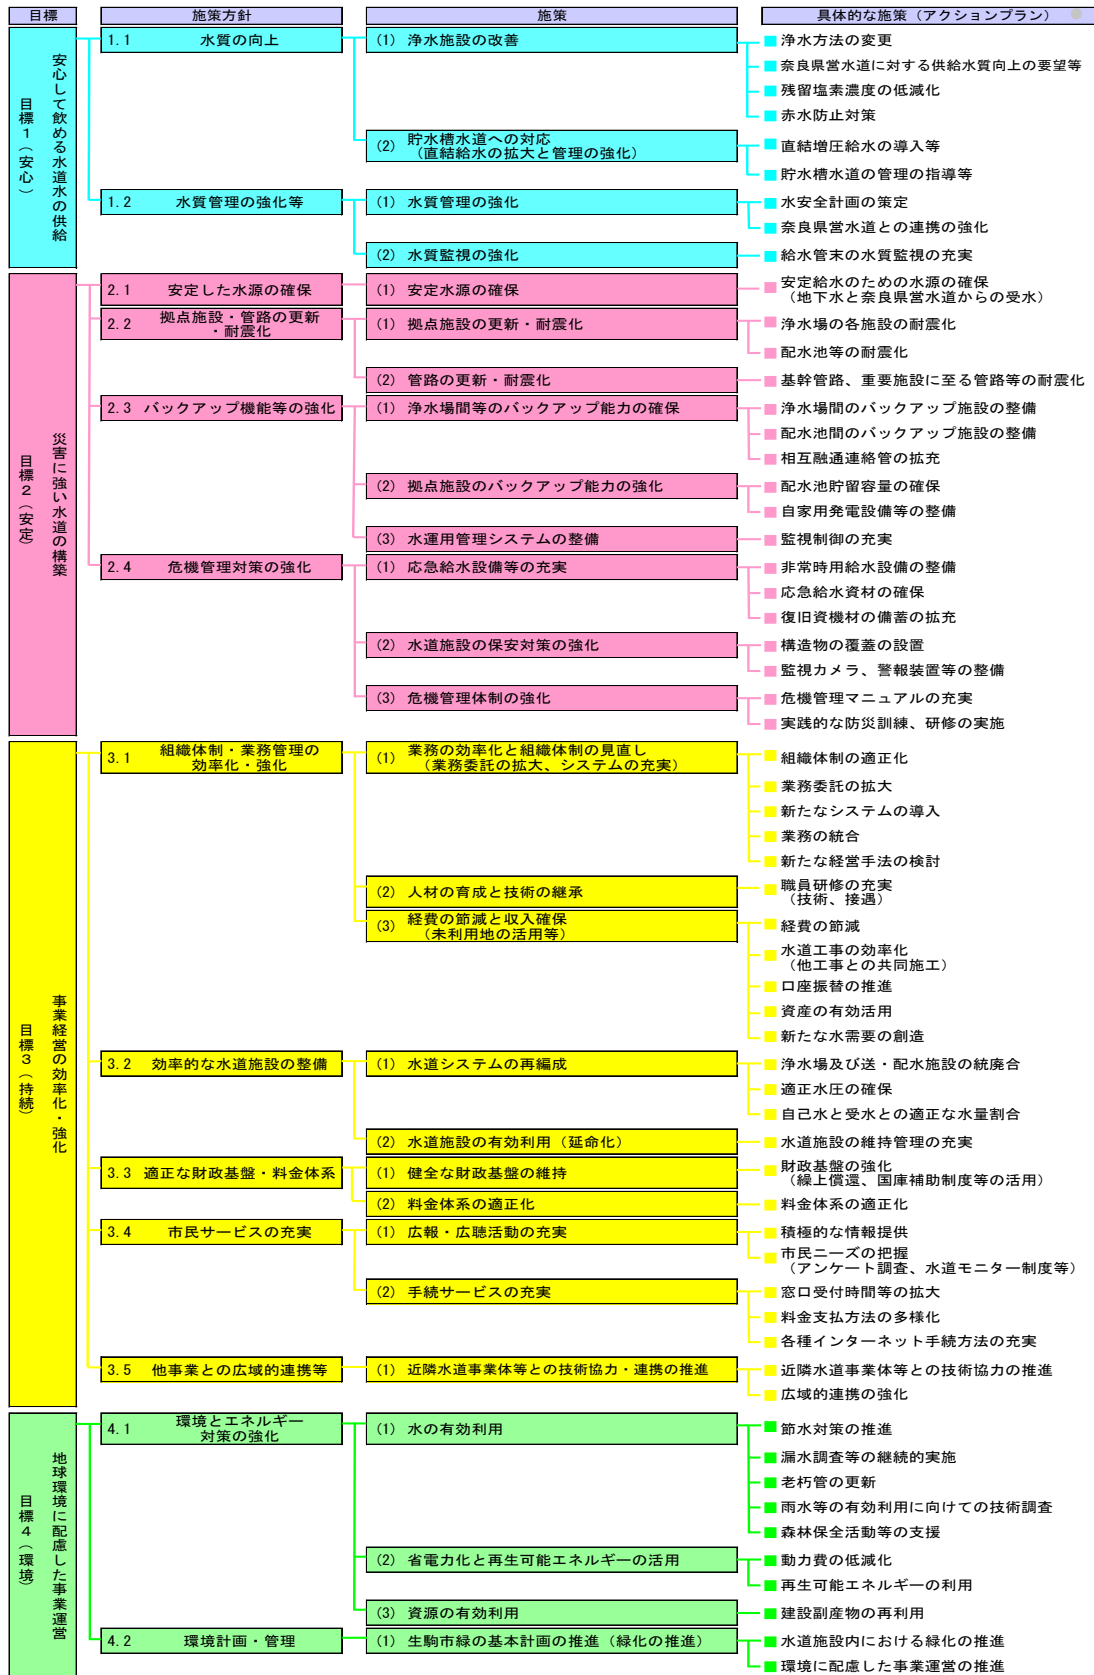 目標
施策方針
施策
具体的な施策（アクションプラン）
目標１（安心）
安心して飲める水道水の供給
1.1 水質の向上
(1) 浄水施設の改善
■ 浄水方法の変更
■ 奈良県営水道に対する供給水質向上の要望等
■ 残留塩素濃度の低減化
■ 赤水防止対策
(2) 貯水槽水道への対応
（直結給水の拡大と管理の強化）
■ 直結増圧給水の導入等
■ 貯水槽水道の管理の指導等
1.2 水質管理の強化等
(1) 水質管理の強化
■ 水安全計画の策定
■ 奈良県営水道との連携の強化
(2) 水質監視の強化
■ 給水管末の水質監視の充実
目標２（安定）
災害に強い水道の構築
2.1 安定した水源の確保
(1) 安定水源の確保
■ 安定給水のための水源の確保
（地下水と奈良県営水道からの受水）
2.2 拠点施設・管路の更新
・耐震化
(1) 拠点施設の更新・耐震化
■ 浄水場の各施設の耐震化
■ 配水池等の耐震化
(2) 管路の更新・耐震化
■ 基幹管路、重要施設に至る管路等の耐震化
2.3 バックアップ機能等の強化
(1) 浄水場間等のバックアップ能力の確保
■ 浄水場間のバックアップ施設の整備
■ 配水池間のバックアップ施設の整備
■ 相互融通連絡管の拡充
(2) 拠点施設のバックアップ能力の強化
■ 配水池貯留容量の確保
■ 自家用発電設備等の整備
(3) 水運用管理システムの整備
■ 監視制御の充実
2.4 危機管理対策の強化
(1) 応急給水設備等の充実
■ 非常時用給水設備の整備
■ 応急給水資材の確保
■ 復旧資機材の備蓄の拡充
(2) 水道施設の保安対策の強化
■ 構造物の覆蓋の設置
■ 監視カメラ、警報装置等の整備
(3) 危機管理体制の強化
■ 危機管理マニュアルの充実
■ 実践的な防災訓練、研修の実施
目標３（持続）
事業経営の効率化・強化
3.1 組織体制・業務管理の
効率化・強化
(1) 業務の効率化と組織体制の見直し
（業務委託の拡大、システムの充実）
■ 組織体制の適正化
■ 業務委託の拡大
■ 新たなシステムの導入
■ 業務の統合
■ 新たな経営手法の検討
(2) 人材の育成と技術の継承
■ 職員研修の充実
（技術、接遇）
(3) 経費の節減と収入確保
（未利用地の活用等）
■ 経費の節減
■ 水道工事の効率化
（他工事との共同施工）
■ 口座振替の推進
■ 資産の有効活用
■ 新たな水需要の創造
3.2 効率的な水道施設の整備
(1) 水道システムの再編成
■ 浄水場及び送・配水施設の統廃合
■ 適正水圧の確保
■ 自己水と受水との適正な水量割合
(2) 水道施設の有効利用（延命化）
■ 水道施設の維持管理の充実
3.3 適正な財政基盤・料金体系
(1) 健全な財政基盤の維持
■ 財政基盤の強化
（繰上償還、国庫補助制度等の活用）
(2) 料金体系の適正化
■ 料金体系の適正化
3.4 市民サービスの充実
(1) 広報・広聴活動の充実
■ 積極的な情報提供
■ 市民ニーズの把握
（アンケート調査、水道モニター制度等）
(2) 手続サービスの充実
■ 窓口受付時間等の拡大
■ 料金支払方法の多様化
■ 各種インターネット手続方法の充実
3.5 他事業との広域的連携等
(1) 近隣水道事業体等との技術協力・連携の推進
■ 近隣水道事業体等との技術協力の推進
■ 広域的連携の強化
目標４（環境）
地球環境に配慮した事業運営
4.1 環境とエネルギー
対策の強化
(1) 水の有効利用
■ 節水対策の推進
■ 漏水調査等の継続的実施
■ 老朽管の更新
■ 雨水等の有効利用に向けての技術調査
■ 森林保全活動等の支援
(2) 省電力化と再生可能エネルギーの活用
■ 動力費の低減化
■ 再生可能エネルギーの利用
(3) 資源の有効利用
■ 建設副産物の再利用
4.2 環境計画・管理
(1) 生駒市緑の基本計画の推進（緑化の推進）
■ 水道施設内における緑化の推進
■ 環境に配慮した事業運営の推進